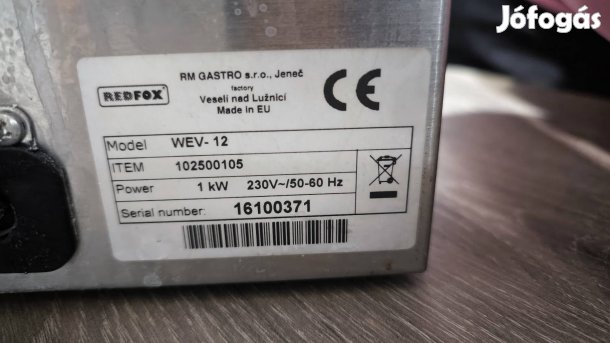 Jófogás
REDFOX
RM GASTRO s.r.o., Jeneč
factory
Veselí nad Lužnicí
Made in EU
CE
Model WEV- 12
ITEM 102500105
Power 1 kW 230V~/50-60 Hz
Serial number: 16100371